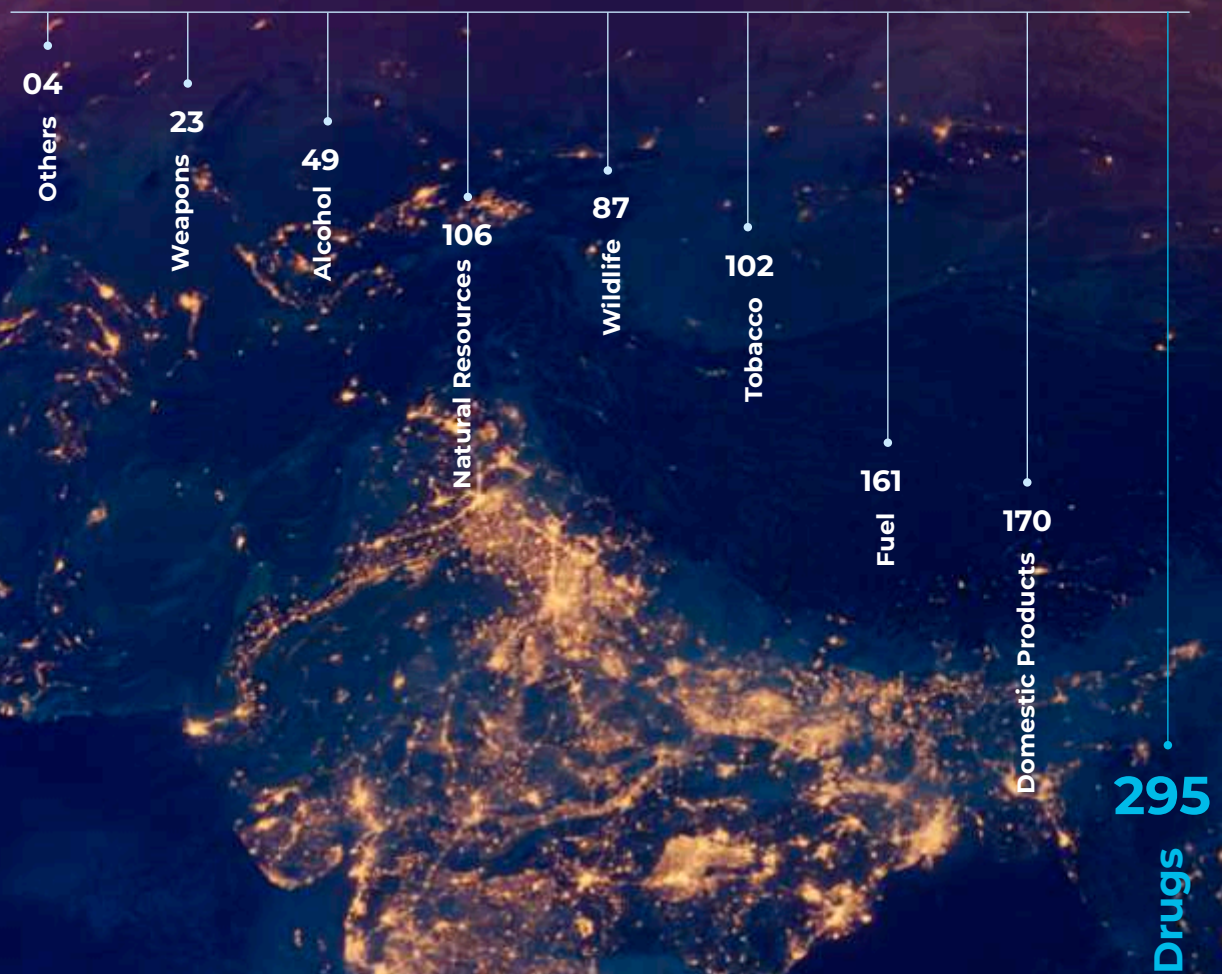 04
Others
23
Weapons
49
Alcohol
106
Natural Resources
87
Wildlife
102
Tobacco
161
Fuel
170
Domestic Products
295
Drugs